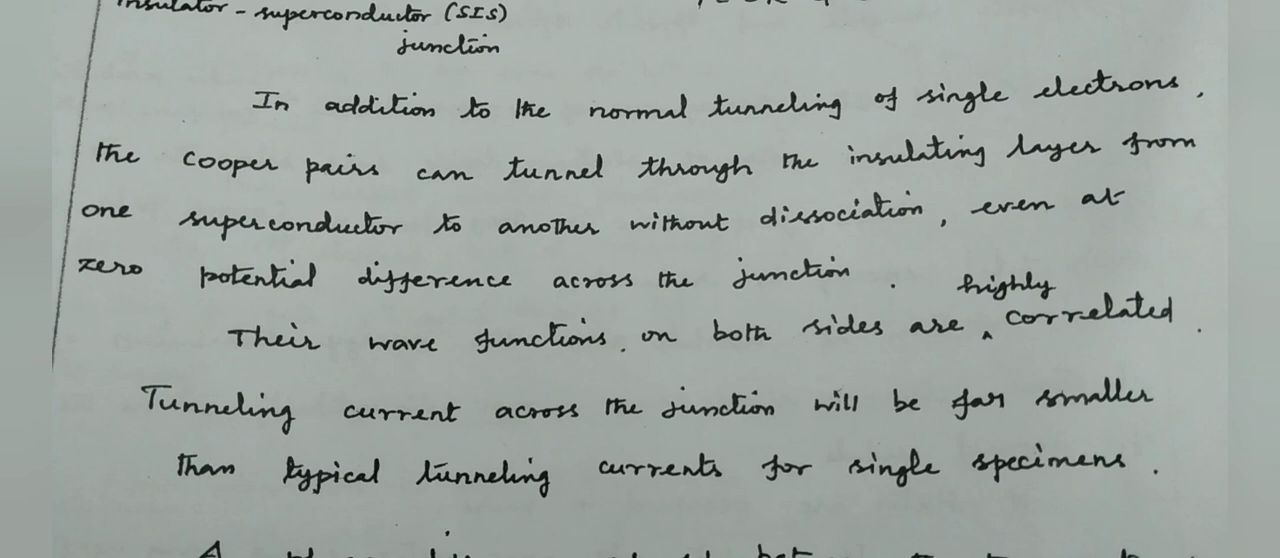 insulator - superconductor (SIS)
junction
In addition to the normal tunneling of single electrons,
the cooper pairs can tunnel through the insulating layer from
one superconductor to another without dissociation, even at
zero potential difference across the junction.
highly
Their wave functions on both sides are ^ correlated.
Tunneling current across the junction will be far smaller
than typical tunneling currents for single specimens.